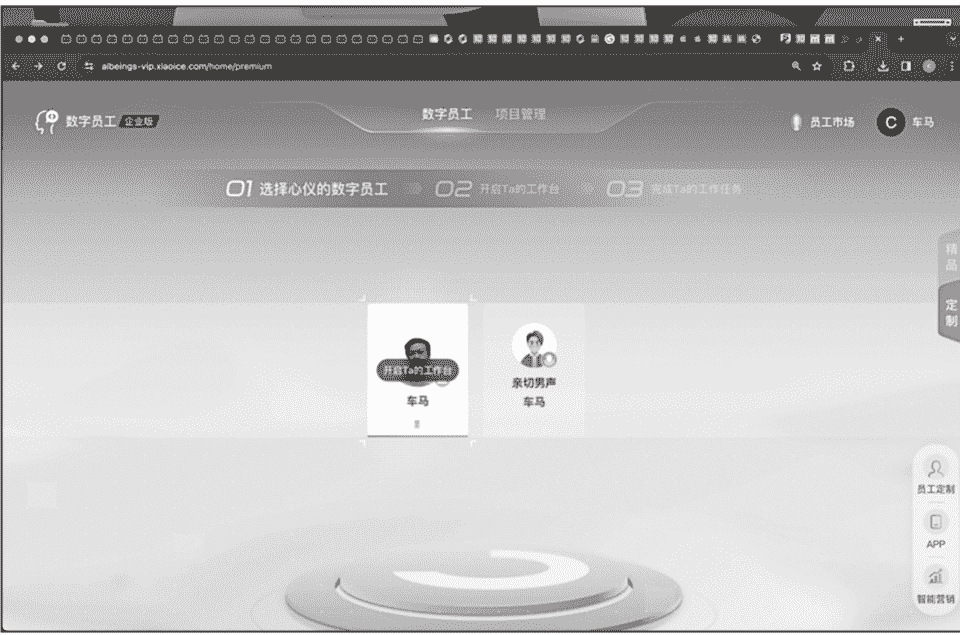 aibeings-vip.xiaoice.com/home/premium
数字员工 企业版
数字员工 项目管理
员工市场 C 车马
01 选择心仪的数字员工
02 开启Ta的工作台
03 完成Ta的工作任务
精品
定制
开启Ta的工作台
车马
亲切男声
车马
员工定制
APP
智能营销